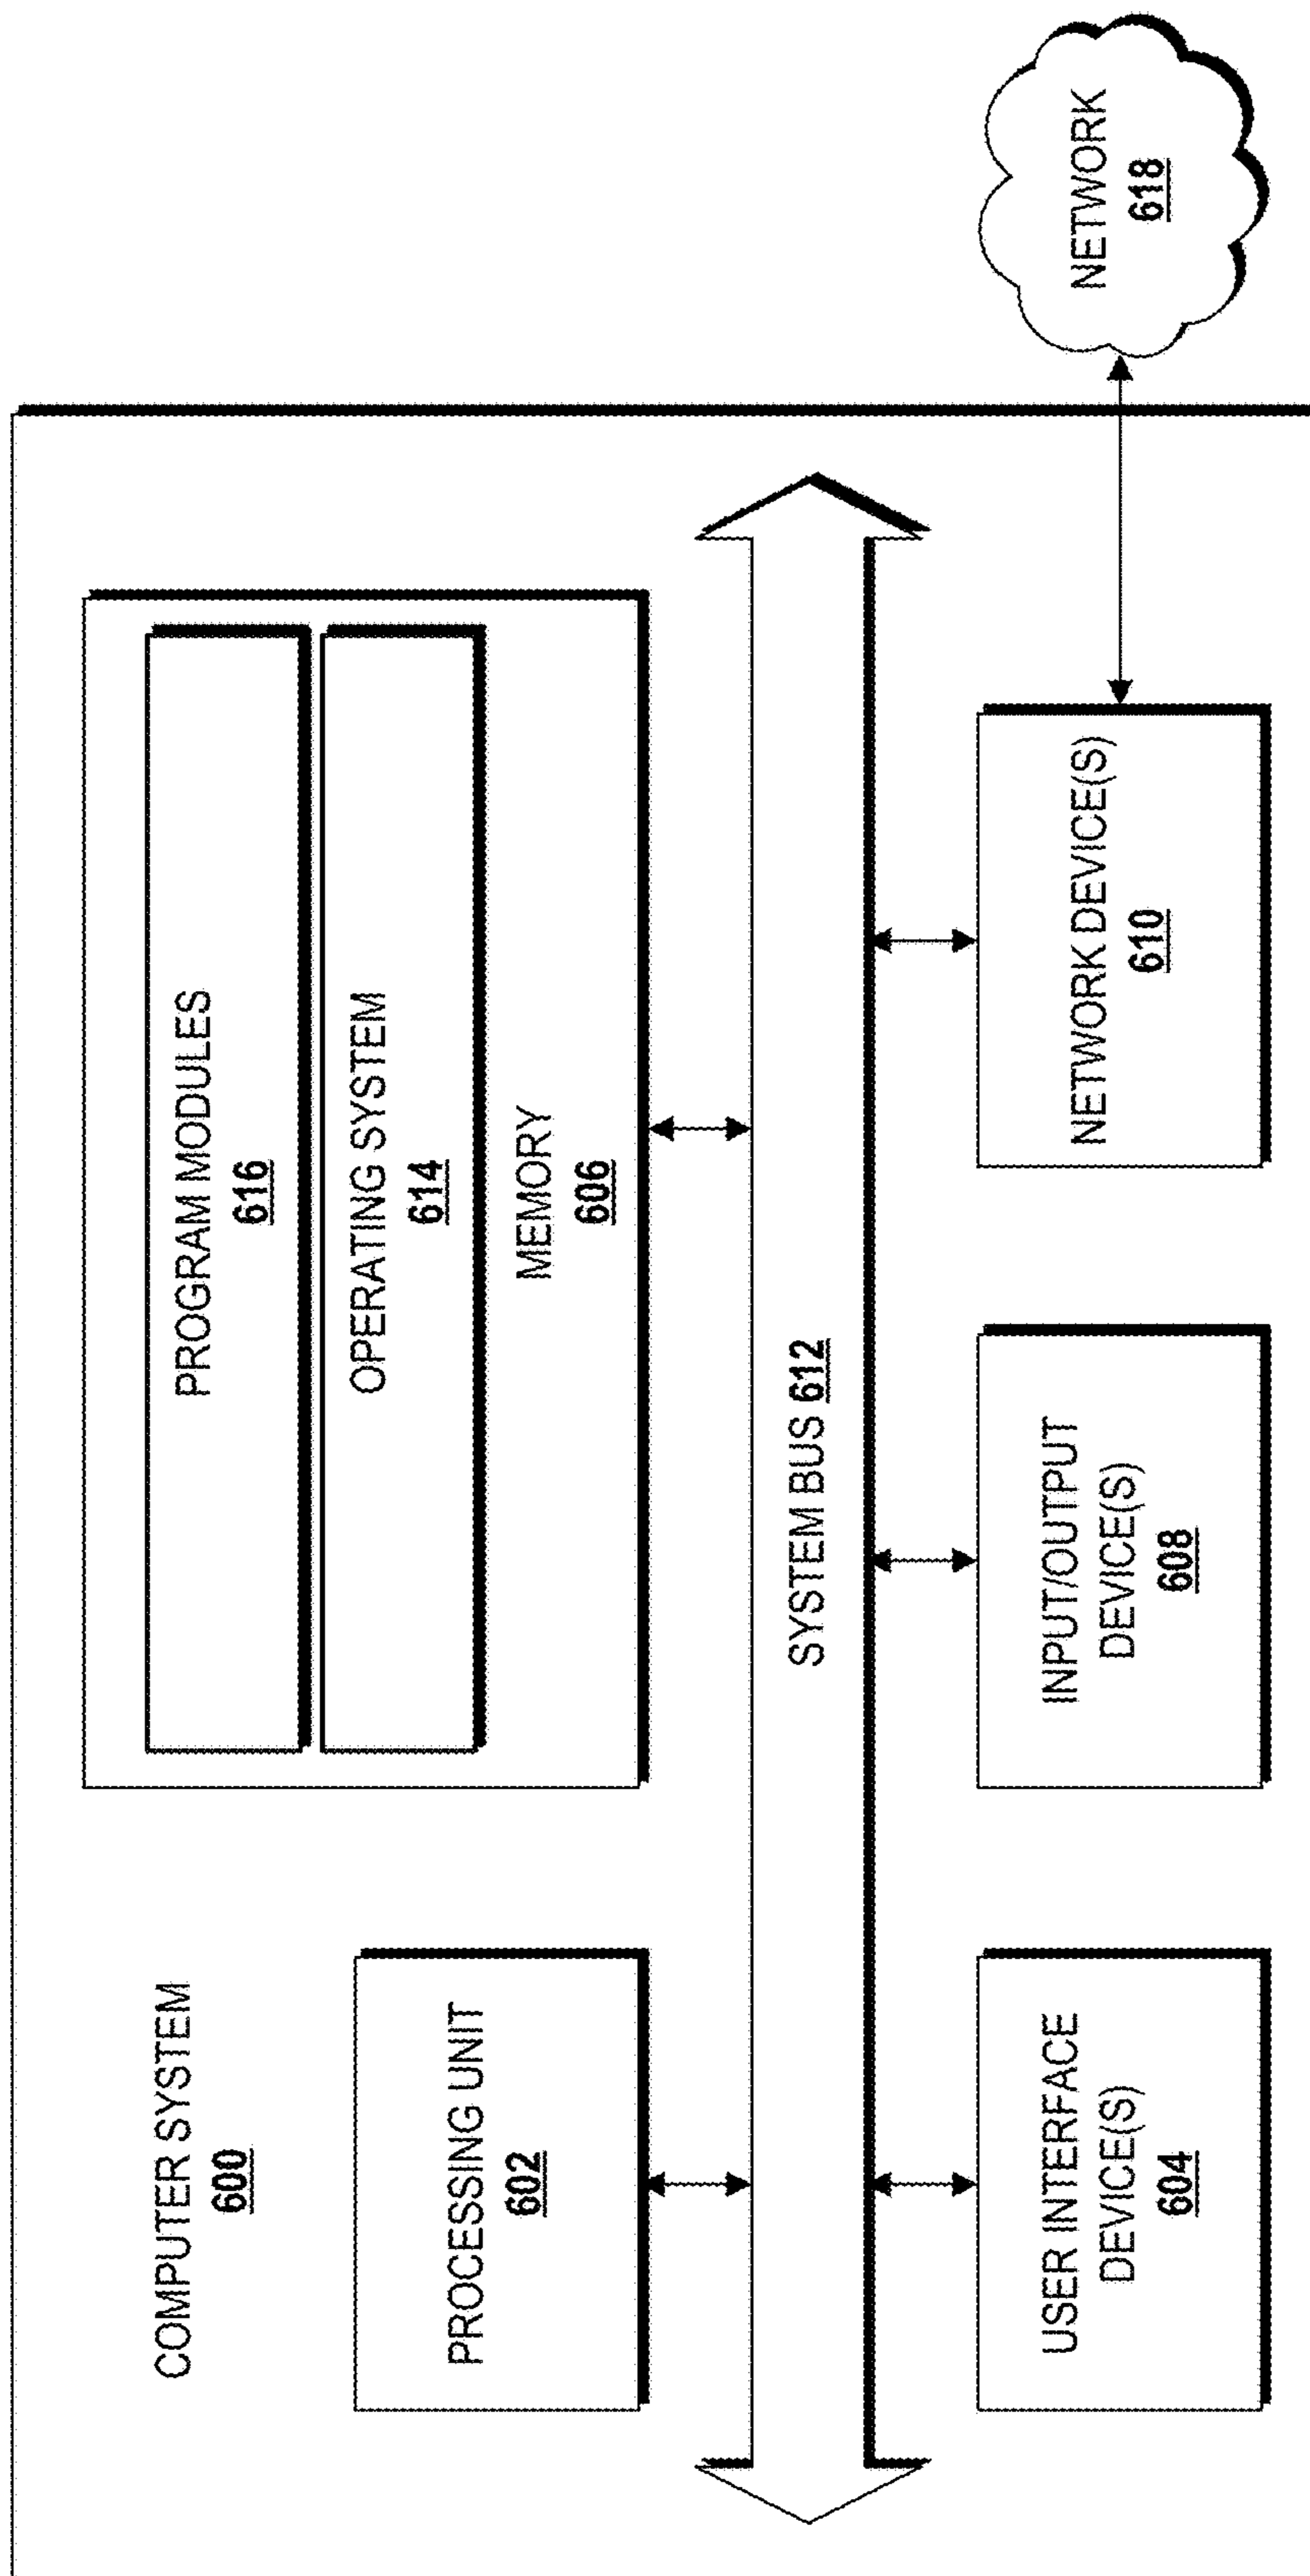 COMPUTER SYSTEM
600
PROCESSING UNIT
602
PROGRAM MODULES
616
OPERATING SYSTEM
614
MEMORY
606
SYSTEM BUS 612
USER INTERFACE
DEVICE(S)
604
INPUT/OUTPUT
DEVICE(S)
608
NETWORK DEVICE(S)
610
NETWORK
618